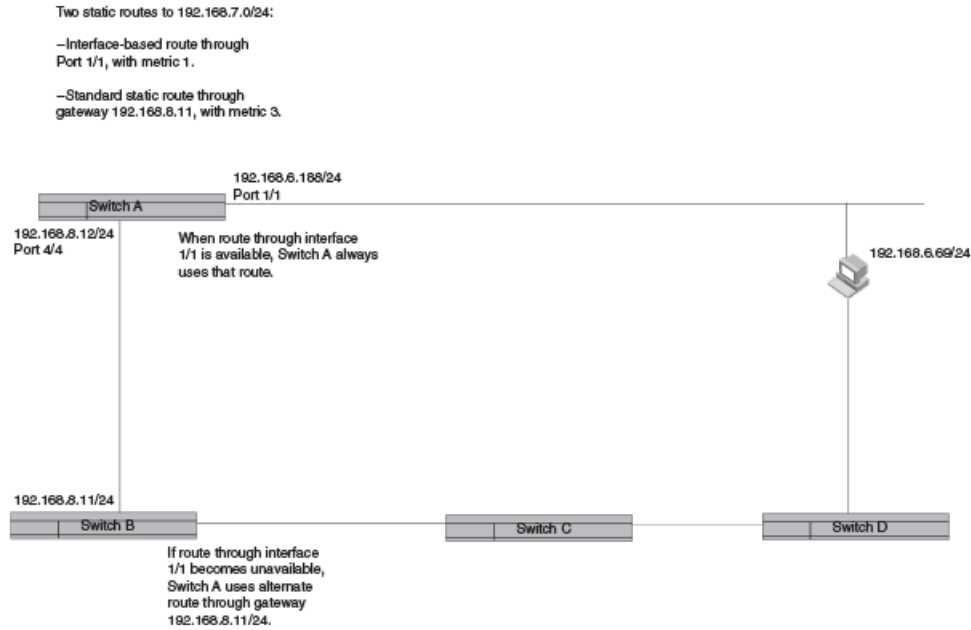 Two static routes to 192.168.7.0/24:
–Interface-based route through
Port 1/1, with metric 1.
–Standard static route through
gateway 192.168.8.11, with metric 3.
192.168.6.188/24
Port 1/1
Switch A
192.168.8.12/24
Port 4/4
When route through interface
1/1 is available, Switch A always
uses that route.
192.168.6.69/24
192.168.8.11/24
Switch B
Switch C
Switch D
If route through interface
1/1 becomes unavailable,
Switch A uses alternate
route through gateway
192.168.8.11/24.